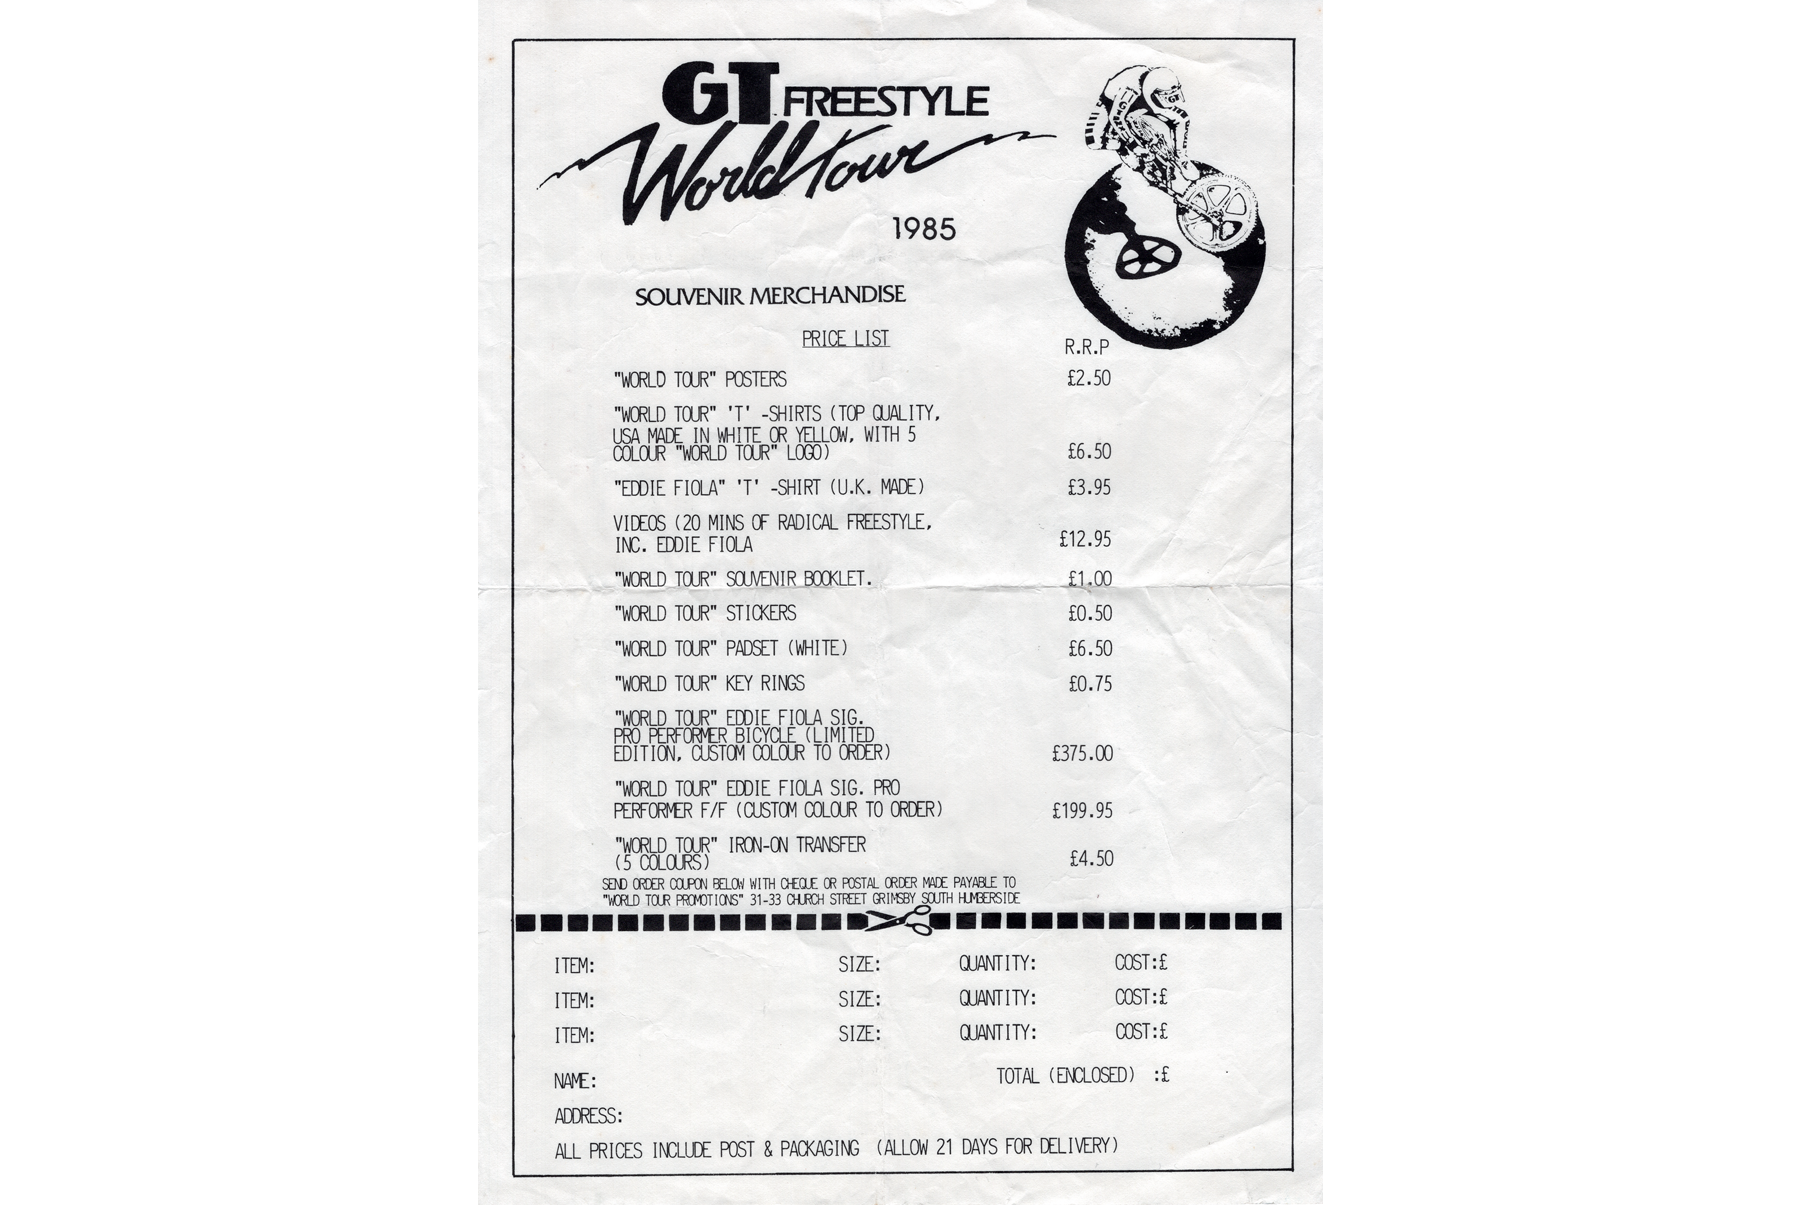 GT FREESTYLE
World Tour
1985
SOUVENIR MERCHANDISE
PRICE LIST
R.R.P
"WORLD TOUR" POSTERS £2.50
"WORLD TOUR" 'T' -SHIRTS (TOP QUALITY,
USA MADE IN WHITE OR YELLOW, WITH 5
COLOUR "WORLD TOUR" LOGO) £6.50
"EDDIE FIOLA" 'T' -SHIRT (U.K. MADE) £3.95
VIDEOS (20 MINS OF RADICAL FREESTYLE,
INC. EDDIE FIOLA £12.95
"WORLD TOUR" SOUVENIR BOOKLET. £1.00
"WORLD TOUR" STICKERS £0.50
"WORLD TOUR" PADSET (WHITE) £6.50
"WORLD TOUR" KEY RINGS £0.75
"WORLD TOUR" EDDIE FIOLA SIG.
PRO PERFORMER BICYCLE (LIMITED
EDITION, CUSTOM COLOUR TO ORDER) £375.00
"WORLD TOUR" EDDIE FIOLA SIG. PRO
PERFORMER F/F (CUSTOM COLOUR TO ORDER) £199.95
"WORLD TOUR" IRON-ON TRANSFER
(5 COLOURS) £4.50
SEND ORDER COUPON BELOW WITH CHEQUE OR POSTAL ORDER MADE PAYABLE TO
"WORLD TOUR PROMOTIONS" 31-33 CHURCH STREET GRIMSBY SOUTH HUMBERSIDE
ITEM: SIZE: QUANTITY: COST:£
ITEM: SIZE: QUANTITY: COST:£
ITEM: SIZE: QUANTITY: COST:£
NAME: TOTAL (ENCLOSED) :£
ADDRESS:
ALL PRICES INCLUDE POST & PACKAGING (ALLOW 21 DAYS FOR DELIVERY)